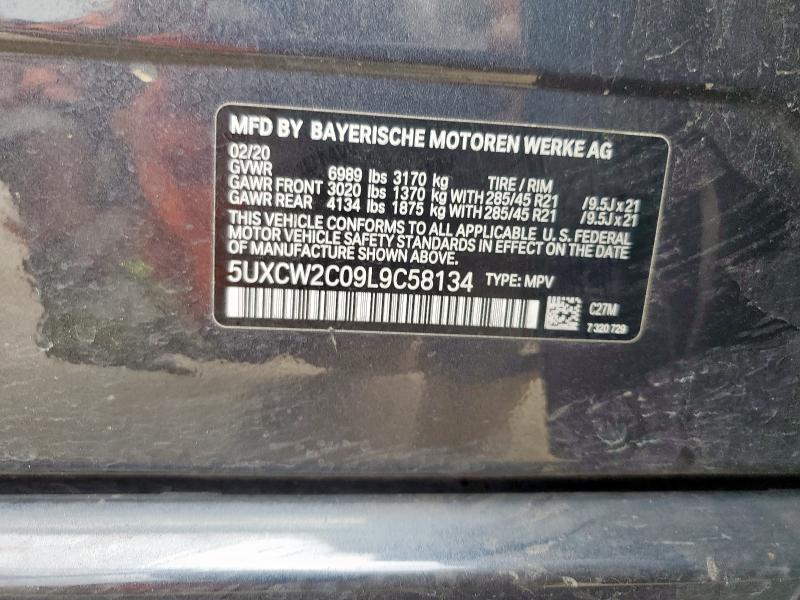 MFD BY BAYERISCHE MOTOREN WERKE AG
02/20
GVWR 6989 lbs 3170 kg TIRE / RIM
GAWR FRONT 3020 lbs 1370 kg WITH 285/45 R21 /9.5J x 21
GAWR REAR 4134 lbs 1875 kg WITH 285/45 R21 /9.5J x 21
THIS VEHICLE CONFORMS TO ALL APPLICABLE U. S. FEDERAL
MOTOR VEHICLE SAFETY STANDARDS IN EFFECT ON THE DATE
OF MANUFACTURE SHOWN ABOVE.
5UXCW2C09L9C58134 TYPE: MPV
C27M
7 320 729